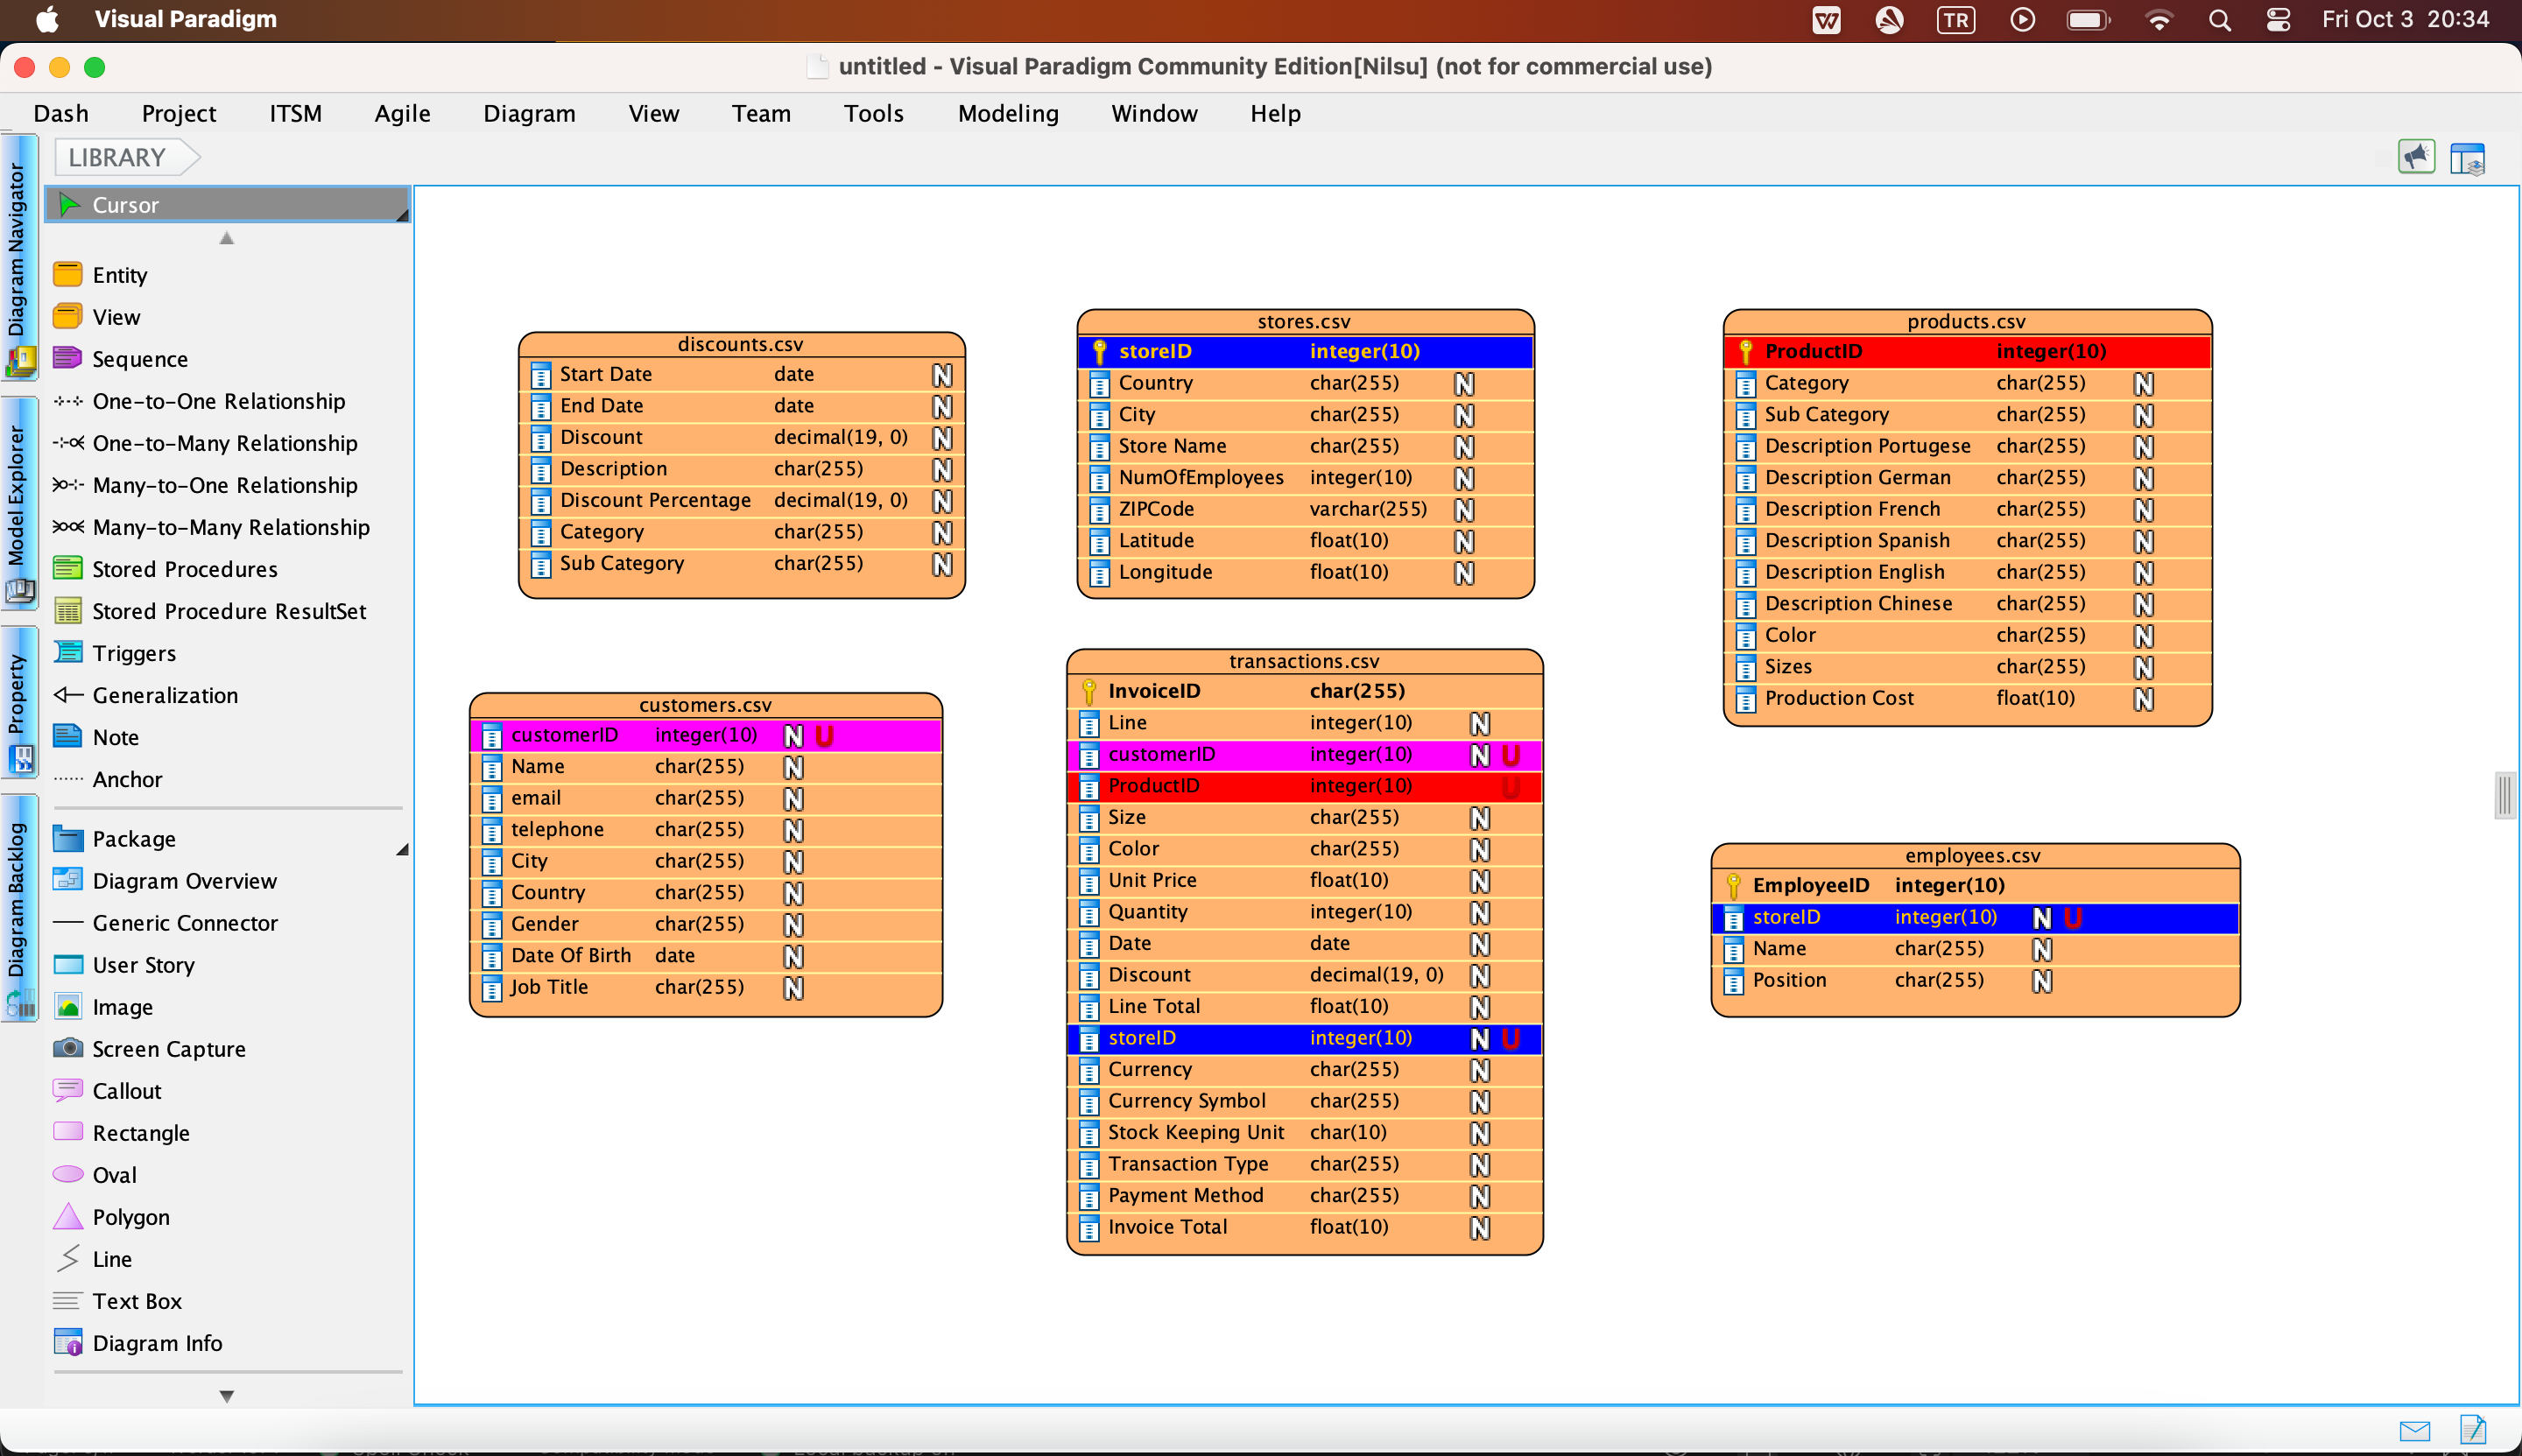 Visual Paradigm
TR
Fri Oct 3 20:34
untitled - Visual Paradigm Community Edition[Nilsu] (not for commercial use)
Dash Project ITSM Agile Diagram View Team Tools Modeling Window Help
LIBRARY
Diagram Navigator
Model Explorer
Property
Diagram Backlog
Cursor
Entity
View
Sequence
One-to-One Relationship
One-to-Many Relationship
Many-to-One Relationship
Many-to-Many Relationship
Stored Procedures
Stored Procedure ResultSet
Triggers
Generalization
Note
Anchor
Package
Diagram Overview
Generic Connector
User Story
Image
Screen Capture
Callout
Rectangle
Oval
Polygon
Line
Text Box
Diagram Info
discounts.csv
Start Date date N
End Date date N
Discount decimal(19, 0) N
Description char(255) N
Discount Percentage decimal(19, 0) N
Category char(255) N
Sub Category char(255) N
stores.csv
storeID integer(10)
Country char(255) N
City char(255) N
Store Name char(255) N
NumOfEmployees integer(10) N
ZIPCode varchar(255) N
Latitude float(10) N
Longitude float(10) N
products.csv
ProductID integer(10)
Category char(255) N
Sub Category char(255) N
Description Portugese char(255) N
Description German char(255) N
Description French char(255) N
Description Spanish char(255) N
Description English char(255) N
Description Chinese char(255) N
Color char(255) N
Sizes char(255) N
Production Cost float(10) N
customers.csv
customerID integer(10) N U
Name char(255) N
email char(255) N
telephone char(255) N
City char(255) N
Country char(255) N
Gender char(255) N
Date Of Birth date N
Job Title char(255) N
transactions.csv
InvoiceID char(255)
Line integer(10) N
customerID integer(10) N U
ProductID integer(10) U
Size char(255) N
Color char(255) N
Unit Price float(10) N
Quantity integer(10) N
Date date N
Discount decimal(19, 0) N
Line Total float(10) N
storeID integer(10) N U
Currency char(255) N
Currency Symbol char(255) N
Stock Keeping Unit char(10) N
Transaction Type char(255) N
Payment Method char(255) N
Invoice Total float(10) N
employees.csv
EmployeeID integer(10)
storeID integer(10) N U
Name char(255) N
Position char(255) N